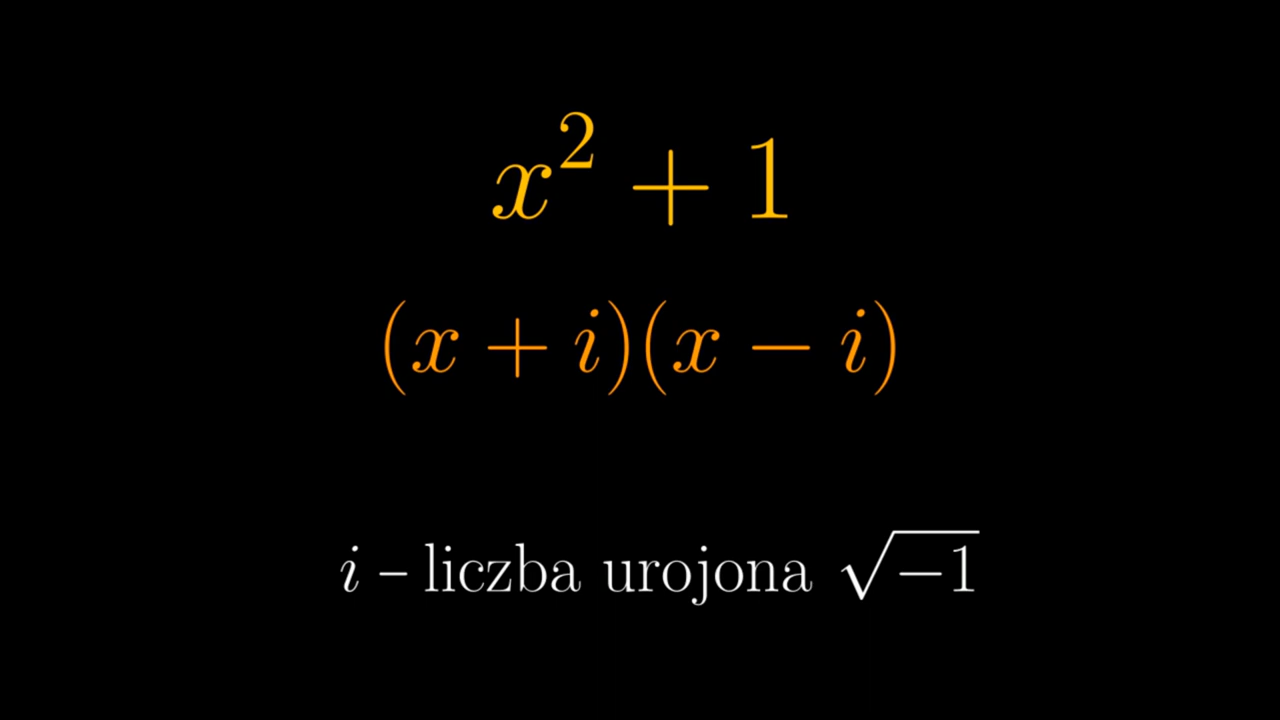 x² + 1
(x + i)(x − i)
i – liczba urojona √−1